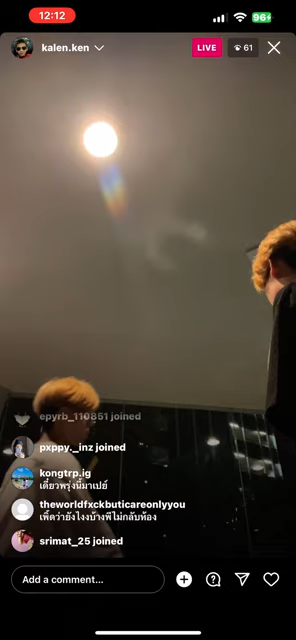 12:12
96+
kalen.ken
LIVE
61
epyrb_110851 joined
pxppy._inz joined
kongtrp.ig
เดี๋ยวพรุ่งนี้มาเปย์
theworldfxckbuticareonlyyou
เพิ้ดว่ายังไงบ้างพี่ไม่กลับห้อง
srimat_25 joined
Add a comment...